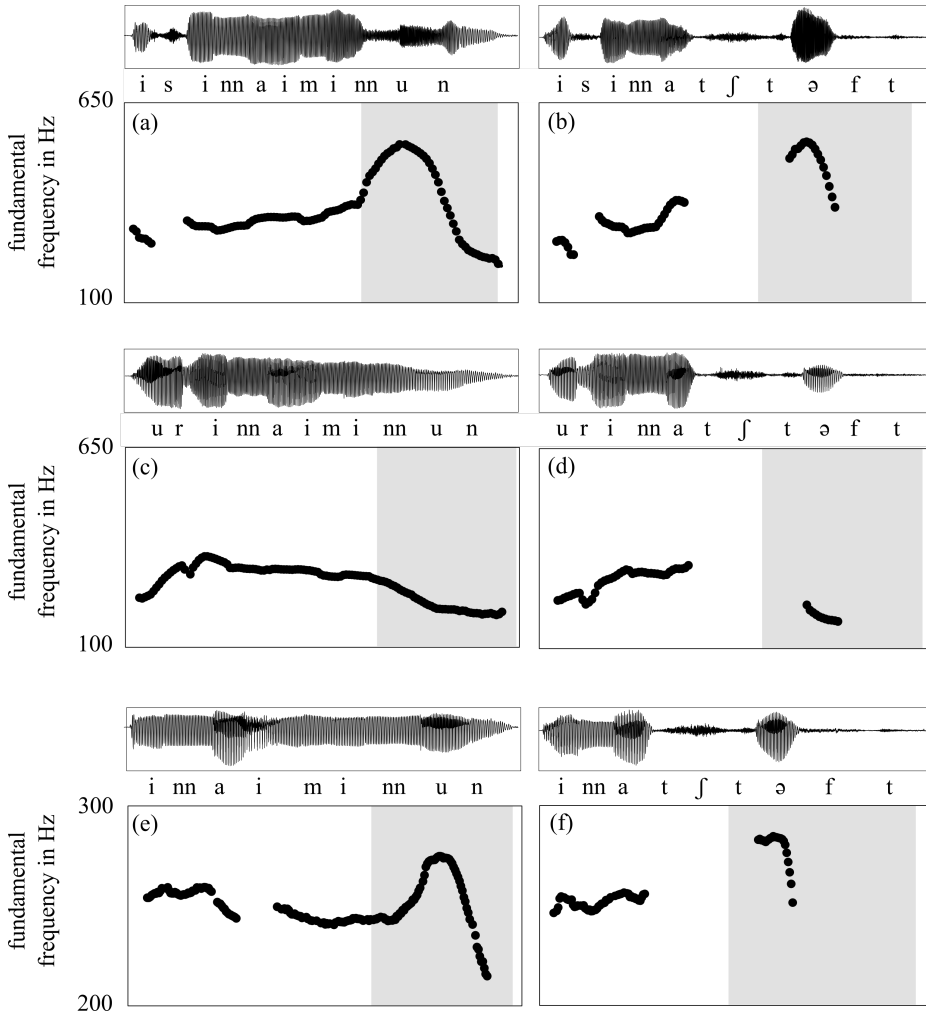 i s i nn a i m i nn u n
i s i nn a t ʃ t ə f t
650
(a)
(b)
fundamental
frequency in Hz
100
u r i nn a i m i nn u n
u r i nn a t ʃ t ə f t
650
(c)
(d)
fundamental
frequency in Hz
100
i nn a i m i nn u n
i nn a t ʃ t ə f t
300
(e)
(f)
fundamental
frequency in Hz
200